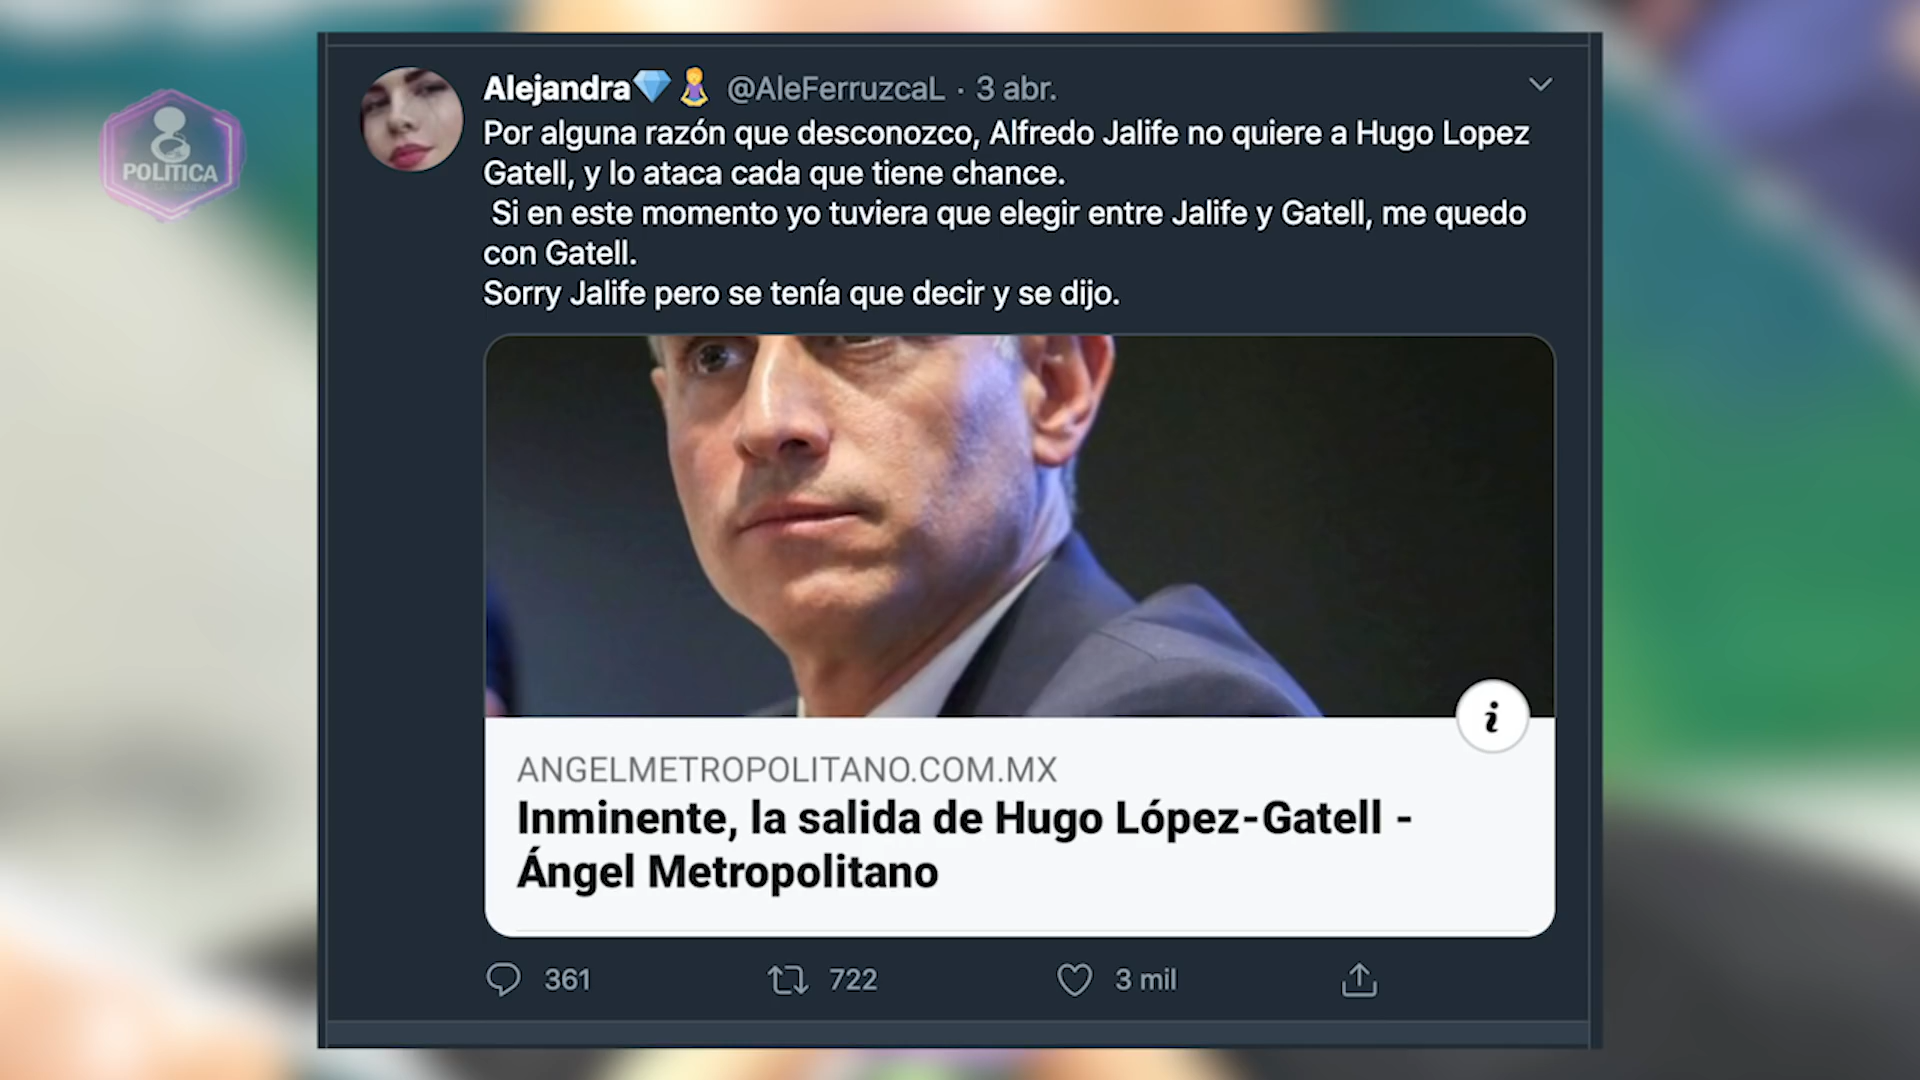 POLÍTICA
Alejandra @AleFerruzcaL · 3 abr.
Por alguna razón que desconozco, Alfredo Jalife no quiere a Hugo Lopez
Gatell, y lo ataca cada que tiene chance.
Si en este momento yo tuviera que elegir entre Jalife y Gatell, me quedo
con Gatell.
Sorry Jalife pero se tenía que decir y se dijo.
i
ANGELMETROPOLITANO.COM.MX
Inminente, la salida de Hugo López-Gatell -
Ángel Metropolitano
361 722 3 mil